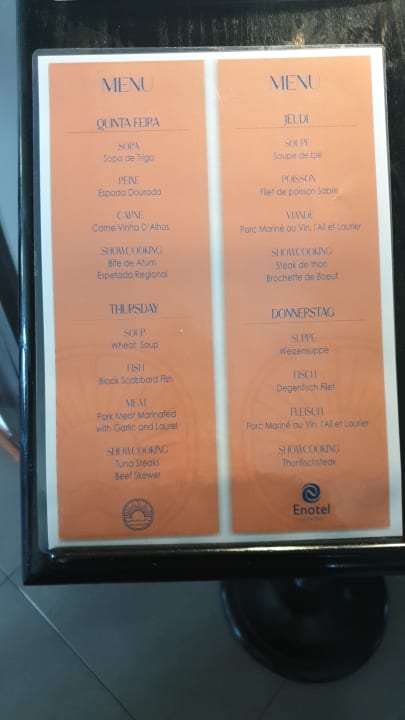 MENU
QUINTA FEIRA
SOPA
Sopa de Trigo
PEIXE
Espada Dourada
CARNE
Carne Vinha D'Alhos
SHOWCOOKING
Bife de Atum
Espetada Regional
THURSDAY
SOUP
Wheat Soup
FISH
Black Scabbard Fish
MEAT
Pork Meat Marinated
with Garlic and Laurel
SHOWCOOKING
Tuna Steaks
Beef Skewer
MENU
JEUDI
SOUPE
Soupe de blé
POISSON
Filet de poisson Sabre
VIANDE
Porc Mariné au Vin, l'Ail et Laurier
SHOWCOOKING
Steak de thon
Brochette de Boeuf
DONNERSTAG
SUPPE
Weizensuppe
FISCH
Degenfisch Filet
FLEISCH
Porc Mariné au Vin, l'Ail et Laurier
SHOWCOOKING
Thunfischsteak
Enotel